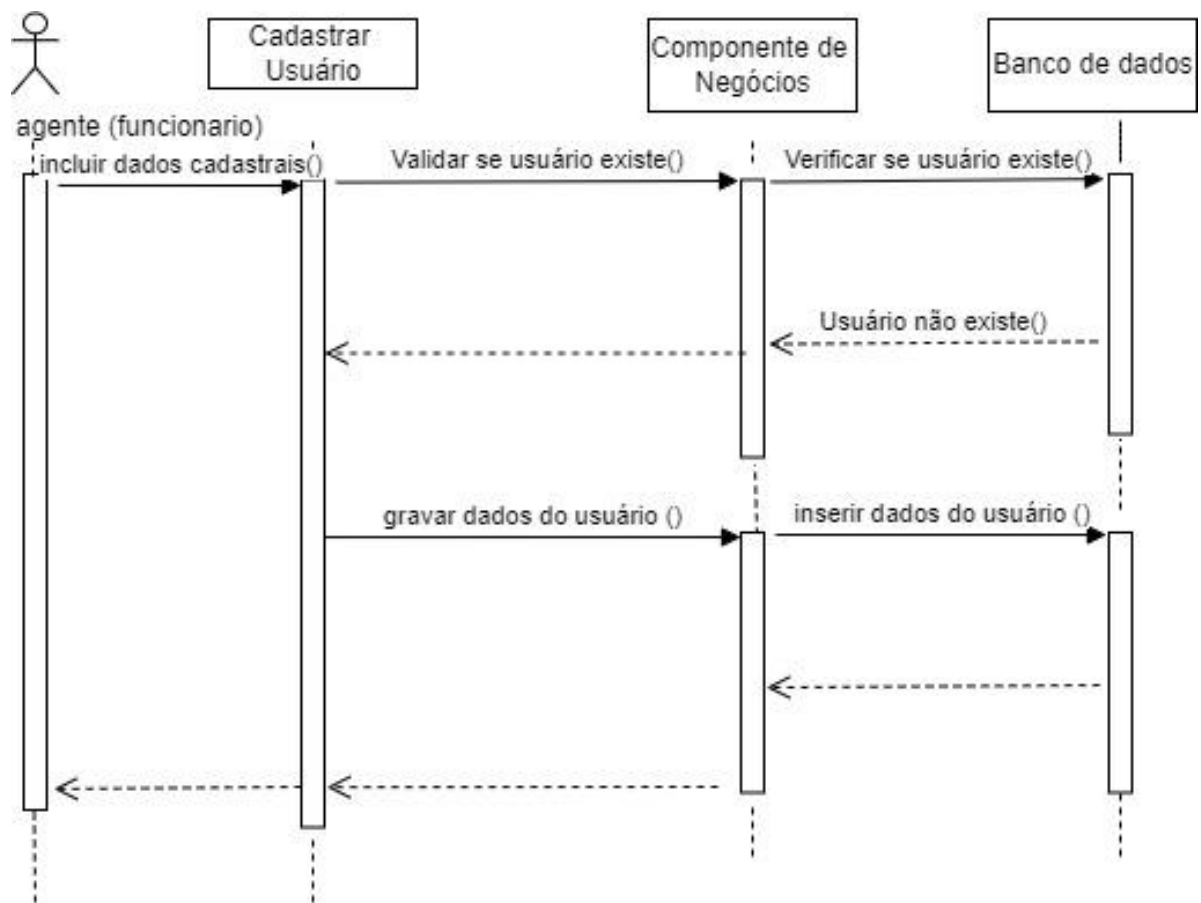 Cadastrar
Usuário
Componente de
Negócios
Banco de dados
agente (funcionario)
incluir dados cadastrais()
Validar se usuário existe()
Verificar se usuário existe()
Usuário não existe()
gravar dados do usuário ()
inserir dados do usuário ()